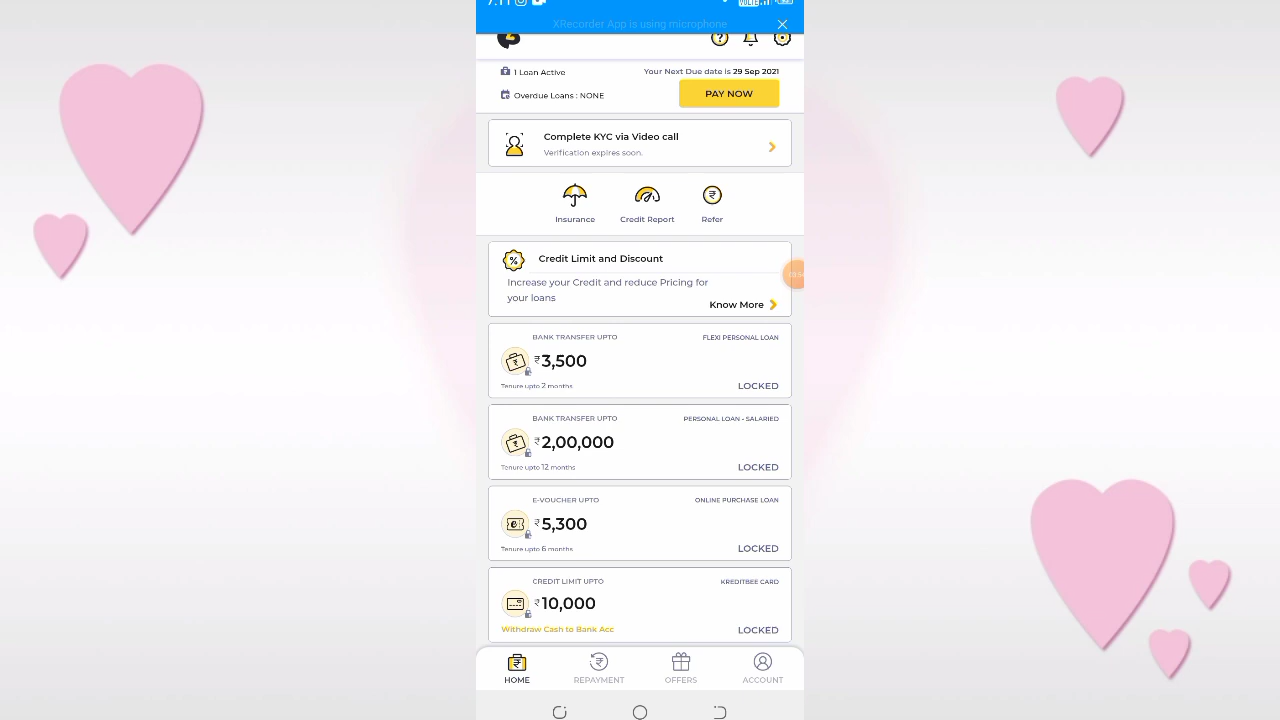 XRecorder App is using microphone
1 Loan Active
Your Next Due date is 29 Sep 2021
Overdue Loans : NONE
PAY NOW
Complete KYC via Video call
Verification expires soon.
Insurance
Credit Report
Refer
Credit Limit and Discount
Increase your Credit and reduce Pricing for
your loans
Know More
BANK TRANSFER UPTO
FLEXI PERSONAL LOAN
₹3,500
Tenure upto 2 months
LOCKED
BANK TRANSFER UPTO
PERSONAL LOAN - SALARIED
₹2,00,000
Tenure upto 12 months
LOCKED
E-VOUCHER UPTO
ONLINE PURCHASE LOAN
₹5,300
Tenure upto 6 months
LOCKED
CREDIT LIMIT UPTO
KREDITBEE CARD
₹10,000
Withdraw Cash to Bank Acc
LOCKED
HOME
REPAYMENT
OFFERS
ACCOUNT